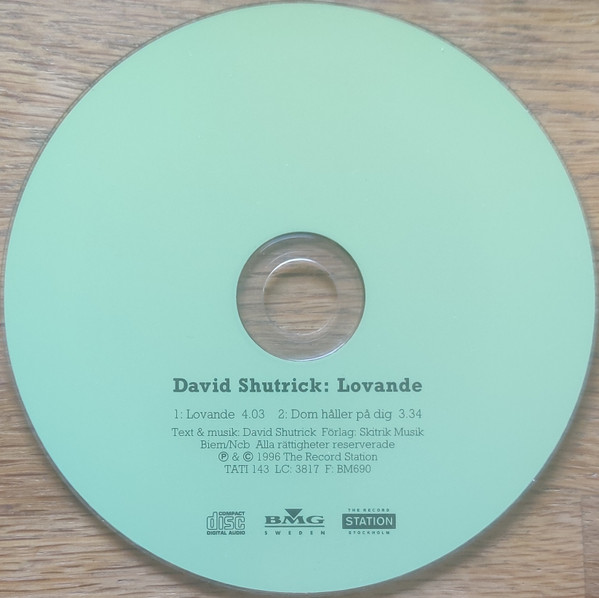 David Shutrick: Lovande
1: Lovande 4.03 2: Dom håller på dig 3.34
Text & musik: David Shutrick Förlag: Skitrik Musik
Biem/Ncb Alla rättigheter reserverade
℗ & © 1996 The Record Station
TATI 143 LC: 3817 F: BM690
COMPACT
disc
DIGITAL AUDIO
BMG
SWEDEN
THE RECORD
STATION
STOCKHOLM